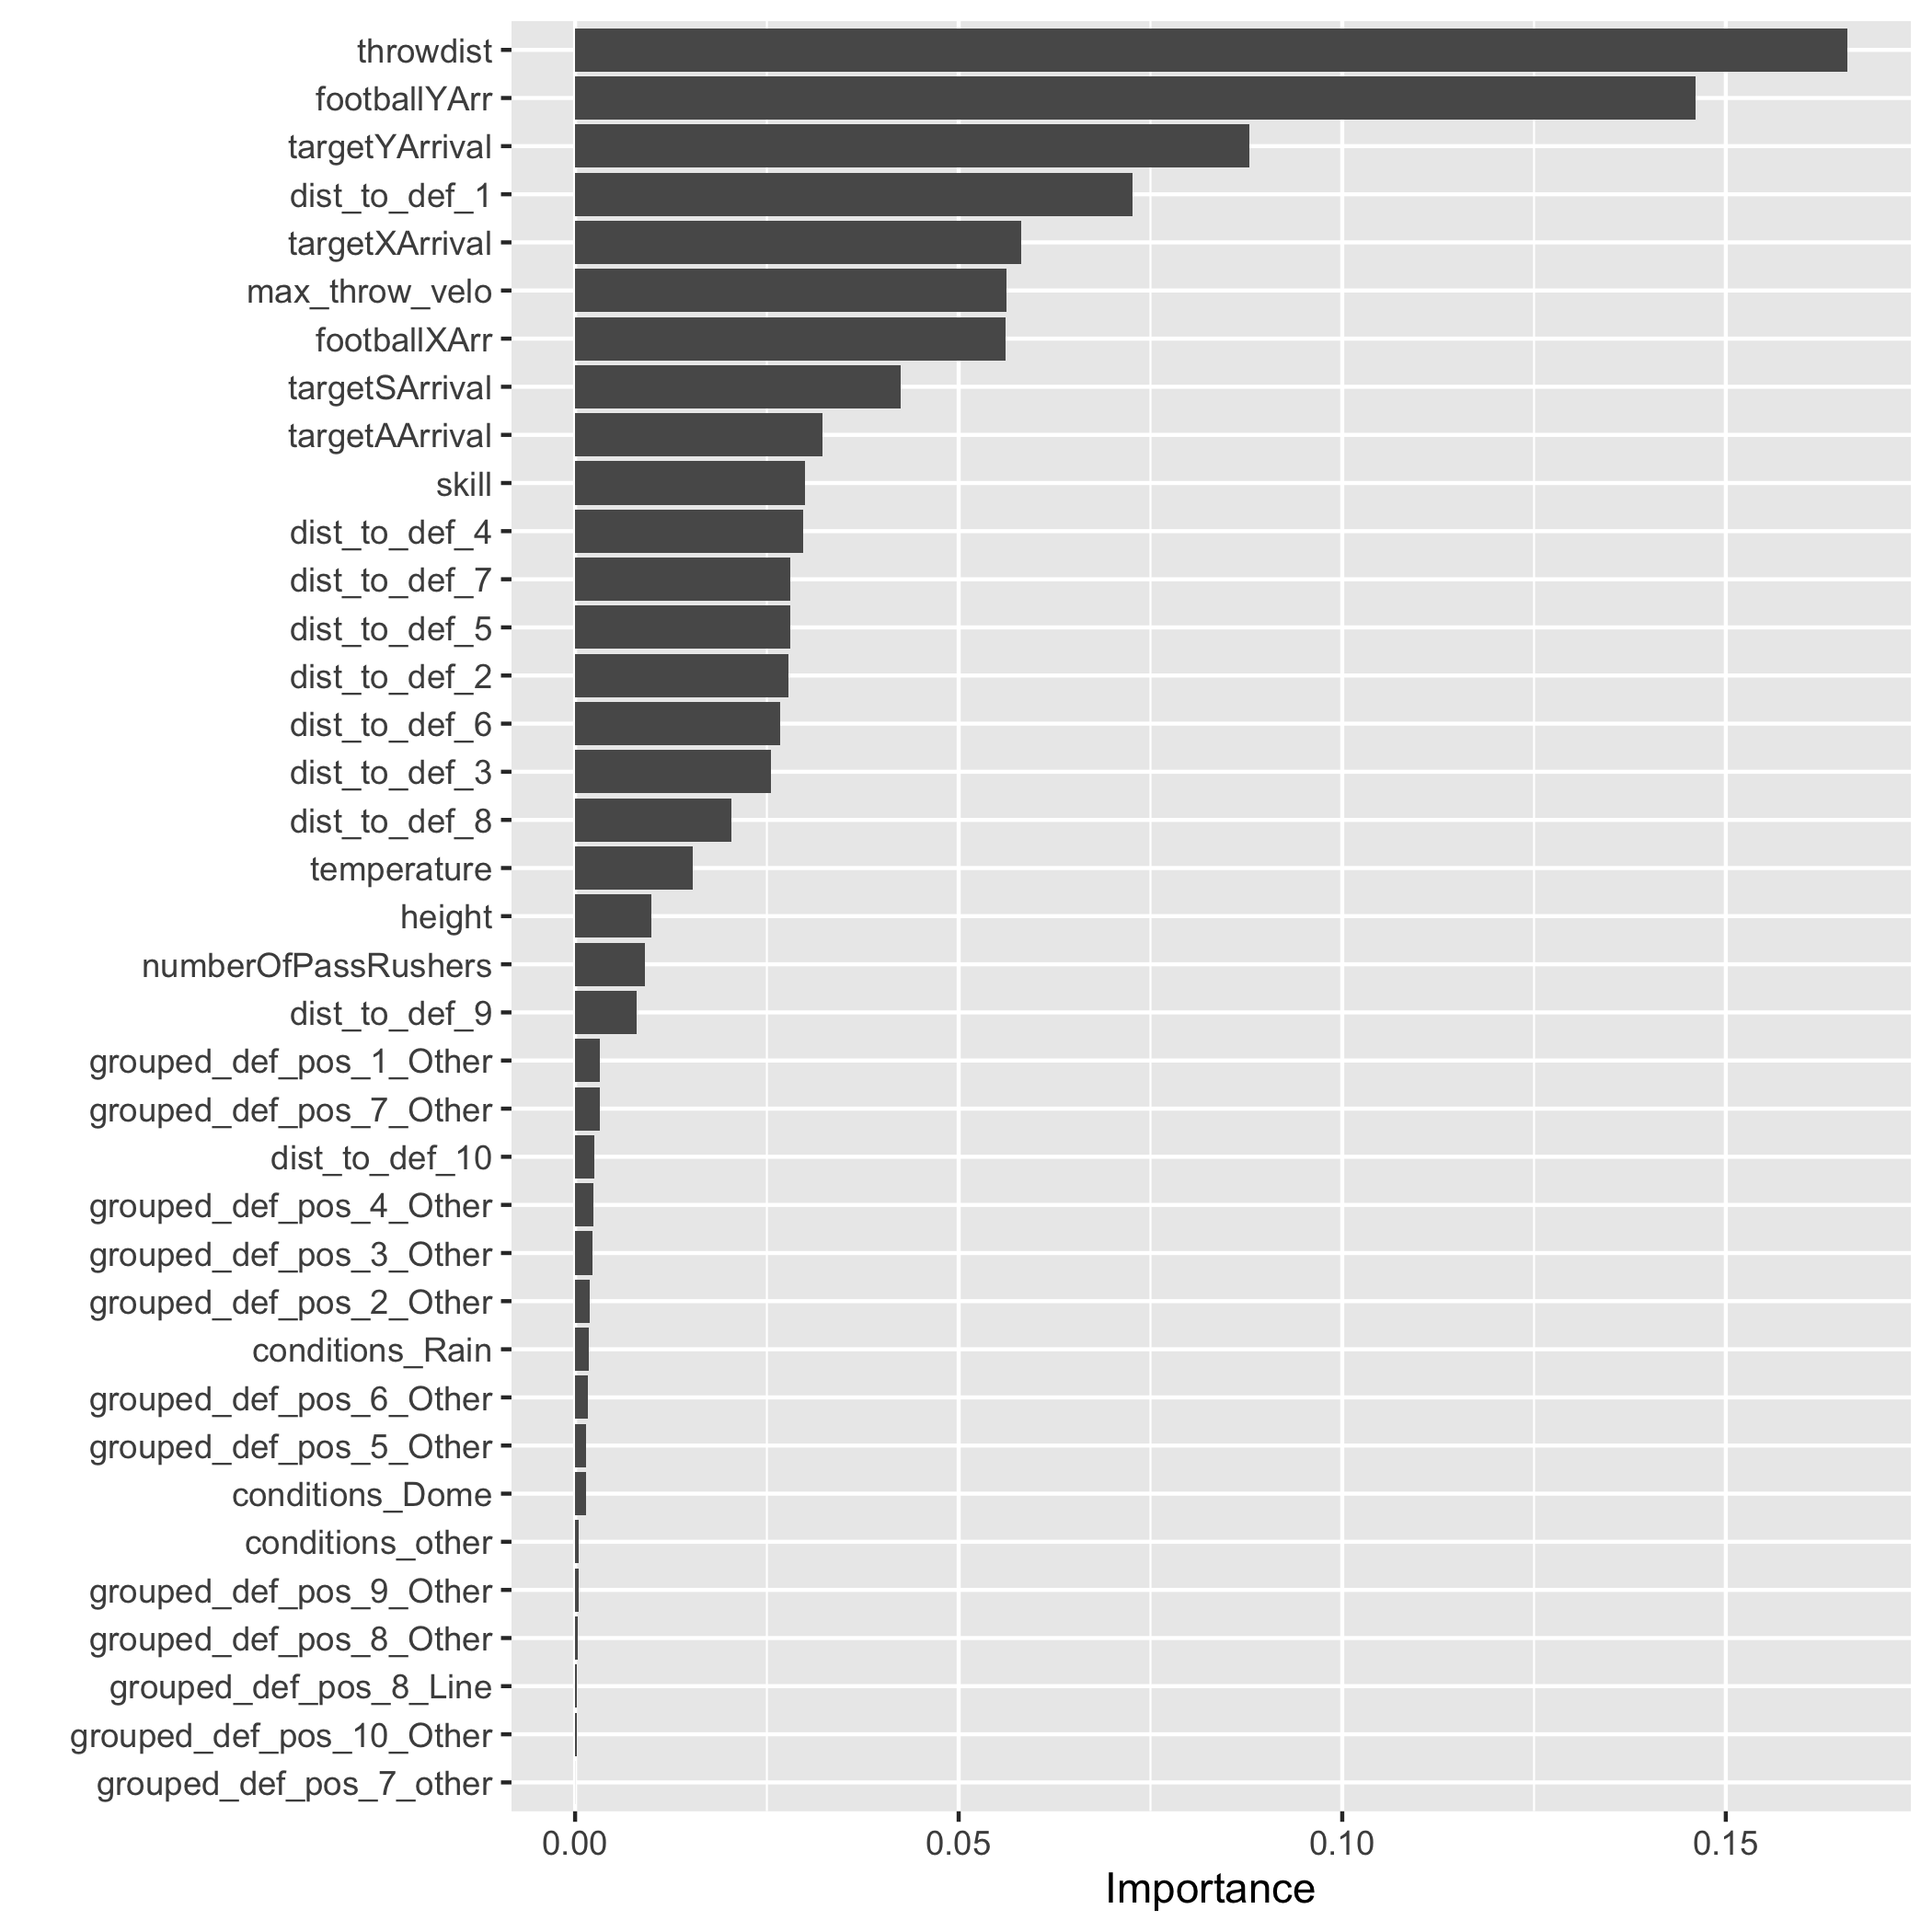 throwdist
footballYArr
targetYArrival
dist_to_def_1
targetXArrival
max_throw_velo
footballXArr
targetSArrival
targetAArrival
skill
dist_to_def_4
dist_to_def_7
dist_to_def_5
dist_to_def_2
dist_to_def_6
dist_to_def_3
dist_to_def_8
temperature
height
numberOfPassRushers
dist_to_def_9
grouped_def_pos_1_Other
grouped_def_pos_7_Other
dist_to_def_10
grouped_def_pos_4_Other
grouped_def_pos_3_Other
grouped_def_pos_2_Other
conditions_Rain
grouped_def_pos_6_Other
grouped_def_pos_5_Other
conditions_Dome
conditions_other
grouped_def_pos_9_Other
grouped_def_pos_8_Other
grouped_def_pos_8_Line
grouped_def_pos_10_Other
grouped_def_pos_7_other
0.00 0.05 0.10 0.15
Importance